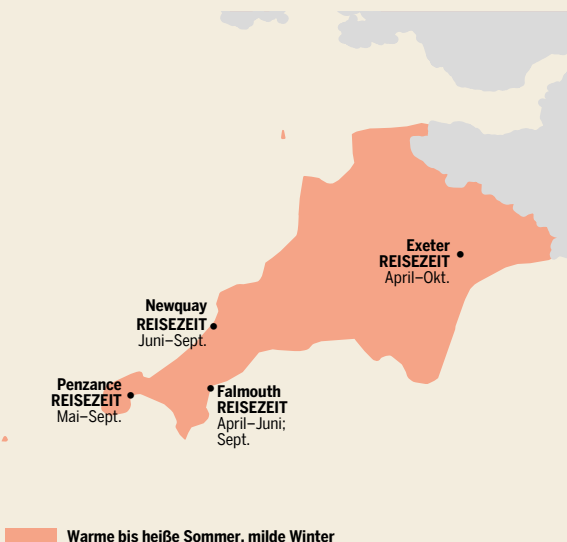 Exeter
REISEZEIT
April–Okt.
Newquay
REISEZEIT
Juni–Sept.
Penzance
REISEZEIT
Mai–Sept.
Falmouth
REISEZEIT
April–Juni;
Sept.
Warme bis heiße Sommer, milde Winter